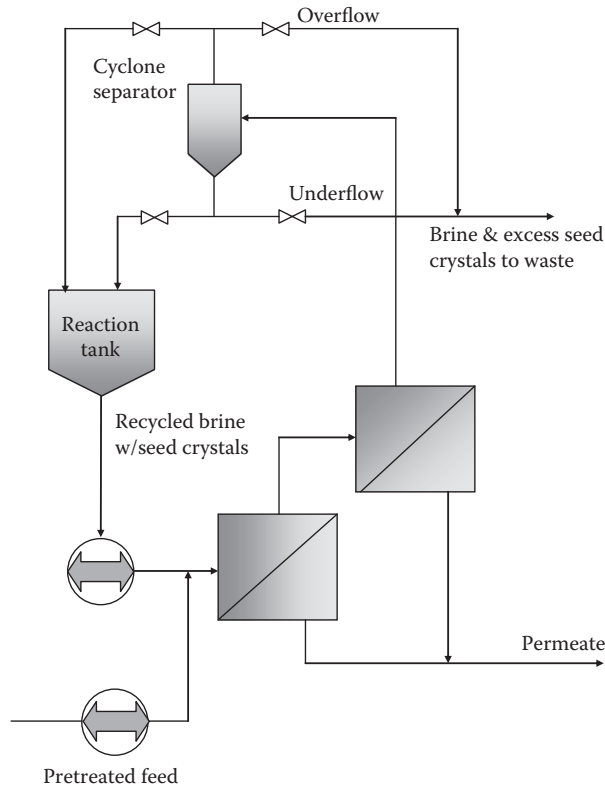 Overflow
Cyclone
separator
Underflow
Brine & excess seed
crystals to waste
Reaction
tank
Recycled brine
w/seed crystals
Permeate
Pretreated feed